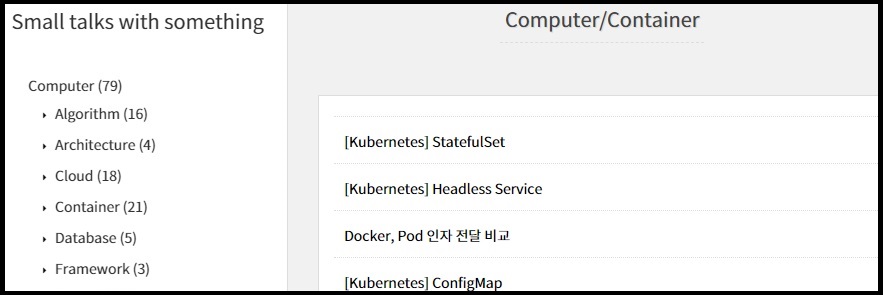 Small talks with something
Computer (79)
Algorithm (16)
Architecture (4)
Cloud (18)
Container (21)
Database (5)
Framework (3)
Computer/Container
[Kubernetes] StatefulSet
[Kubernetes] Headless Service
Docker, Pod 인자 전달 비교
[Kubernetes] ConfigMap